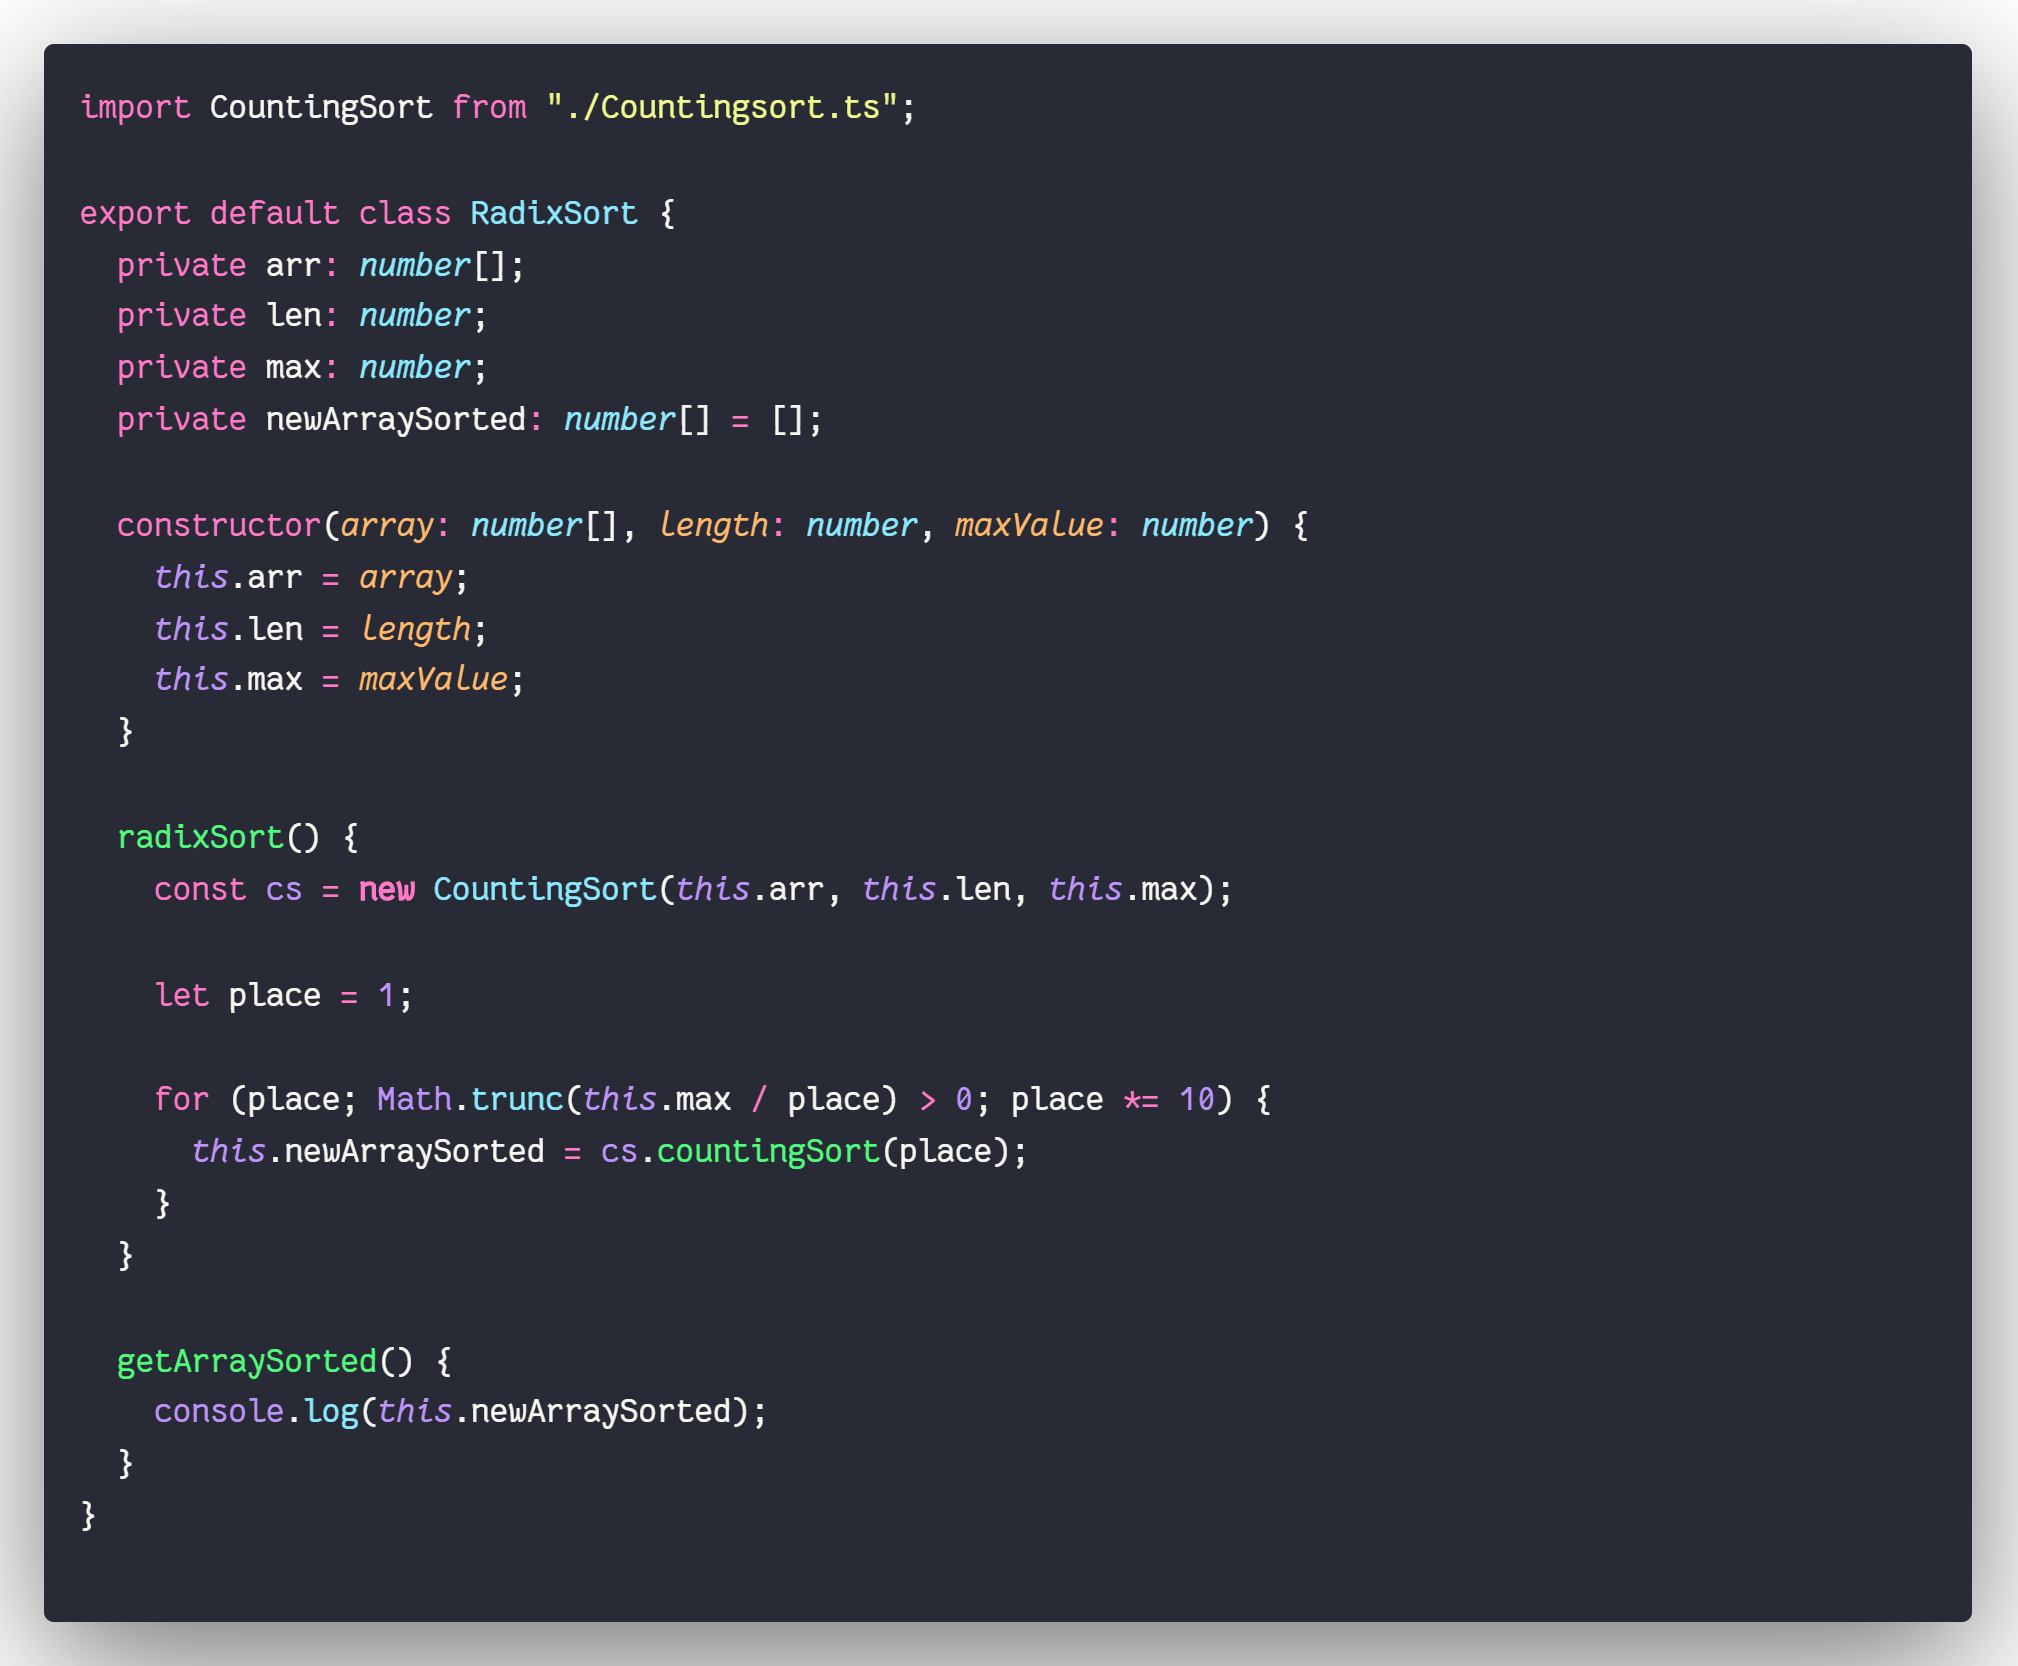 import CountingSort from "./Countingsort.ts";
export default class RadixSort {
  private arr: number[];
  private len: number;
  private max: number;
  private newArraySorted: number[] = [];
  constructor(array: number[], length: number, maxValue: number) {
    this.arr = array;
    this.len = length;
    this.max = maxValue;
  }
  radixSort() {
    const cs = new CountingSort(this.arr, this.len, this.max);
    let place = 1;
    for (place; Math.trunc(this.max / place) > 0; place *= 10) {
      this.newArraySorted = cs.countingSort(place);
    }
  }
  getArraySorted() {
    console.log(this.newArraySorted);
  }
}